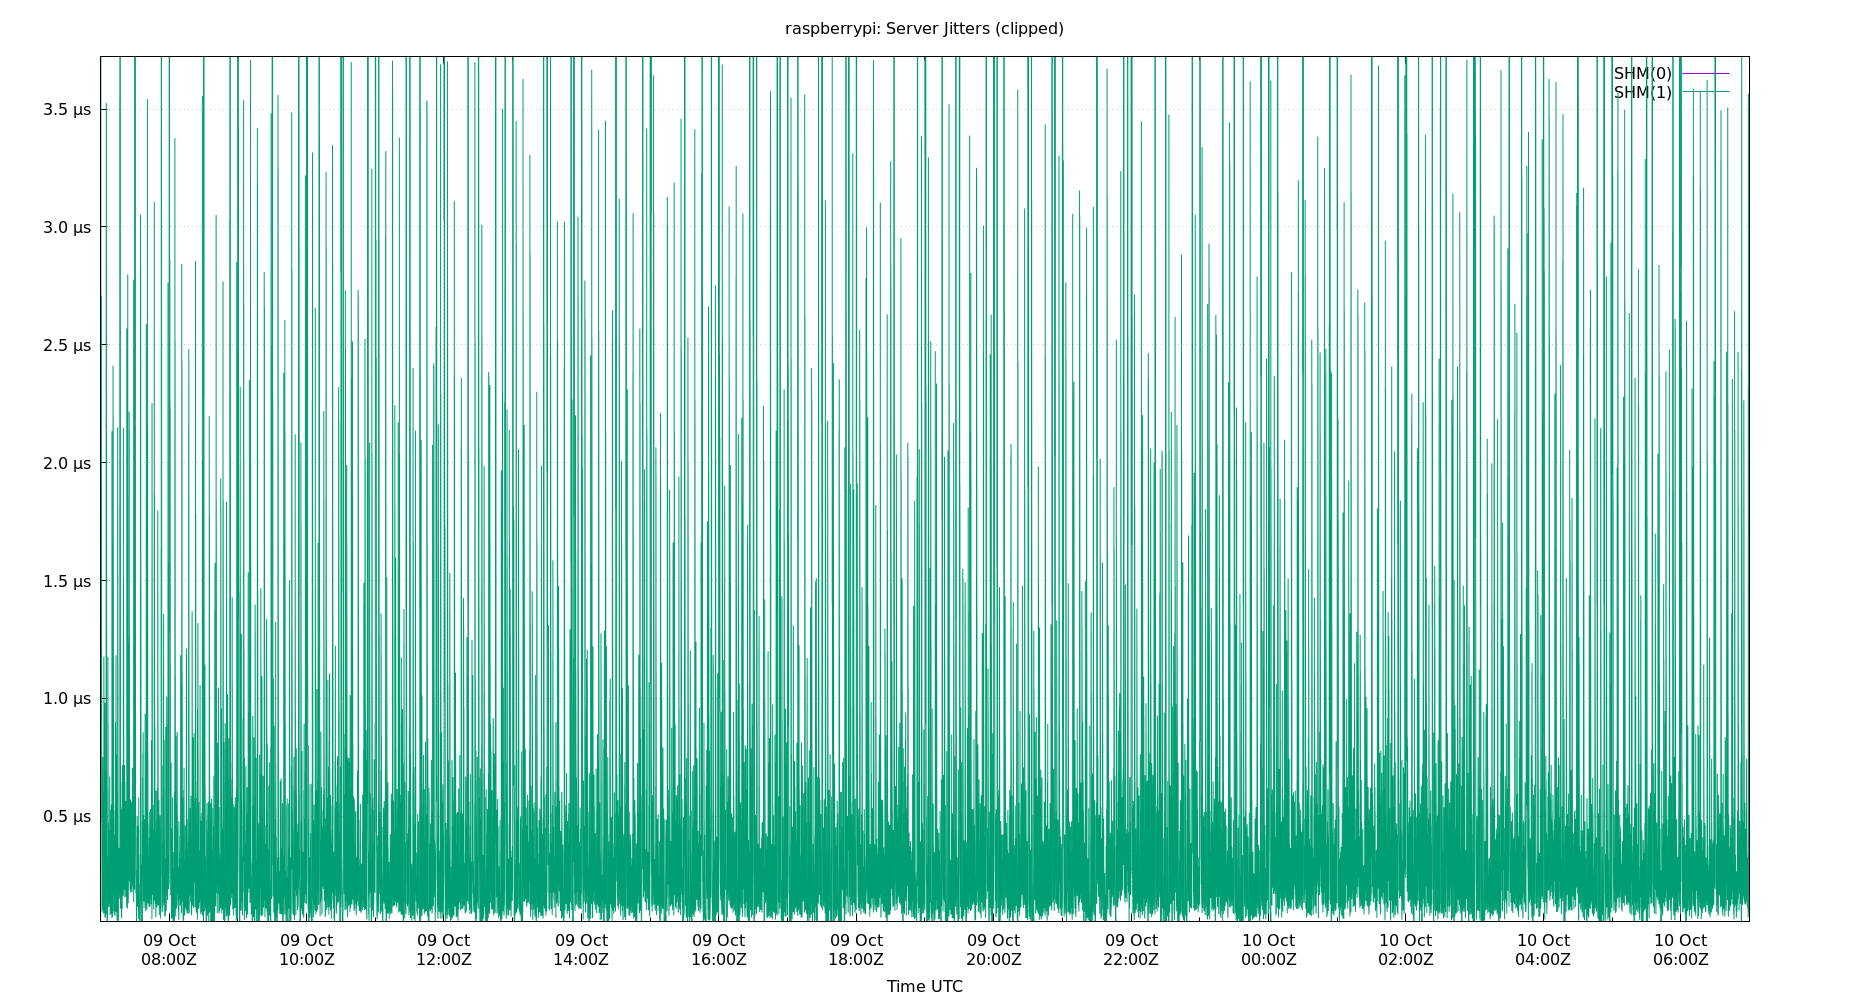 raspberrypi: Server Jitters (clipped)
SHM(0)
SHM(1)
3.5 µs
3.0 µs
2.5 µs
2.0 µs
1.5 µs
1.0 µs
0.5 µs
09 Oct 09 Oct 09 Oct 09 Oct 09 Oct 09 Oct 09 Oct 09 Oct 10 Oct 10 Oct 10 Oct 10 Oct
08:00Z 10:00Z 12:00Z 14:00Z 16:00Z 18:00Z 20:00Z 22:00Z 00:00Z 02:00Z 04:00Z 06:00Z
Time UTC